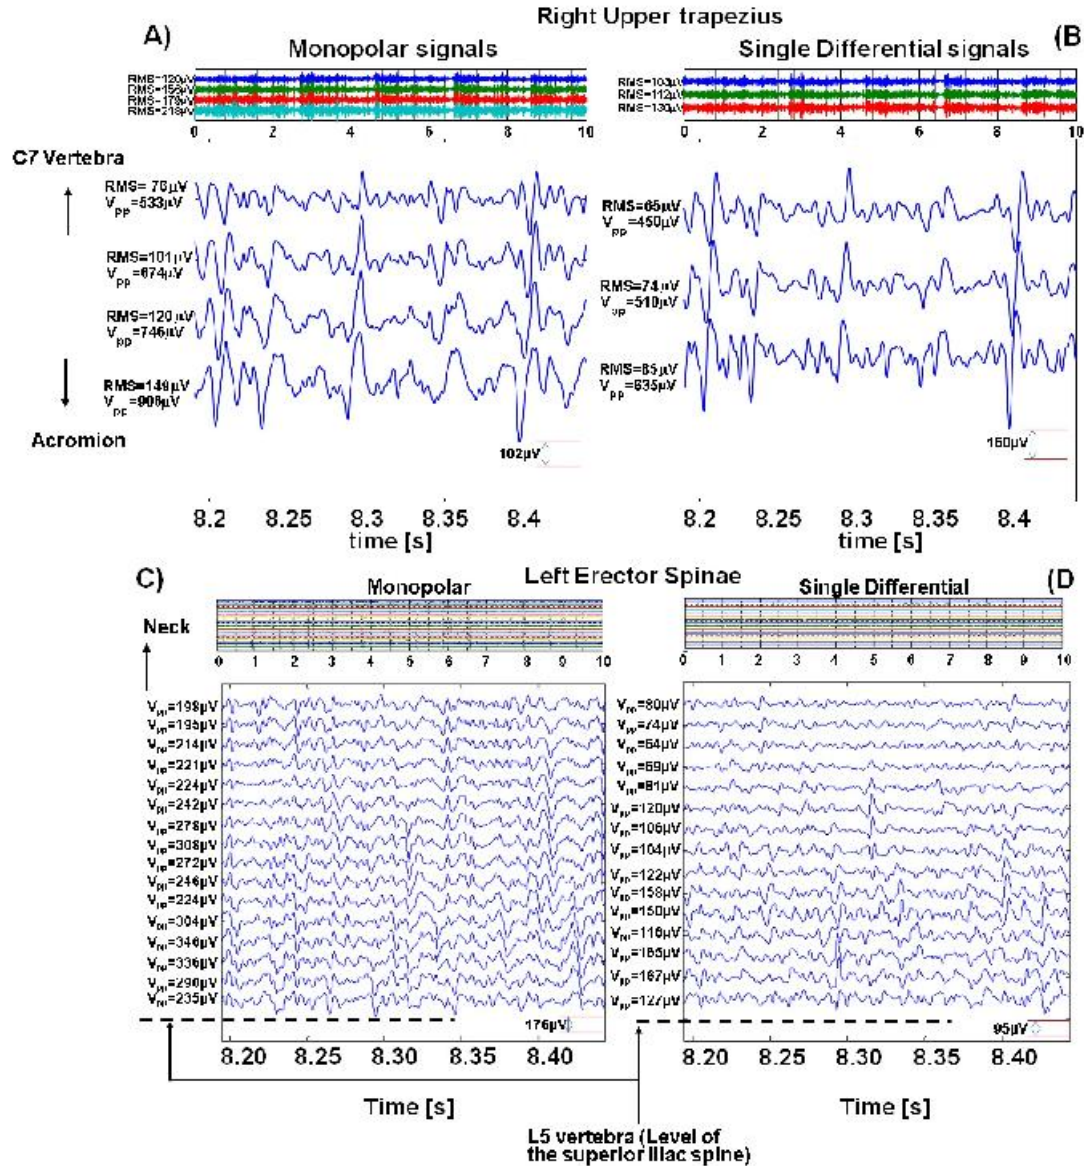 Right Upper trapezius
A)
Monopolar signals
Single Differential signals
(B
RMS=120µV
RMS=156µV
RMS=179µV
RMS=218µV
0 2 4 6 8 10
RMS=103µV
RMS=112µV
RMS=130µV
0 2 4 6 8 10
C7 Vertebra
RMS= 76µV
Vpp=533µV
RMS=101µV
Vpp=674µV
RMS=120µV
Vpp=746µV
RMS=149µV
Vpp=906µV
Acromion
102µV
8.2 8.25 8.3 8.35 8.4
time [s]
RMS=65µV
Vpp=450µV
RMS=74µV
Vpp=510µV
RMS=85µV
Vpp=635µV
160µV
8.2 8.25 8.3 8.35 8.4
time [s]
C)
Left Erector Spinae
(D
Monopolar
Single Differential
Neck
0 1 2 3 4 5 6 7 8 9 10
0 1 2 3 4 5 6 7 8 9 10
Vpp=198µV
Vpp=195µV
Vpp=214µV
Vpp=221µV
Vpp=224µV
Vpp=242µV
Vpp=278µV
Vpp=308µV
Vpp=272µV
Vpp=246µV
Vpp=224µV
Vpp=304µV
Vpp=346µV
Vpp=336µV
Vpp=290µV
Vpp=235µV
176µV
8.20 8.25 8.30 8.35 8.40
Time [s]
Vpp=80µV
Vpp=74µV
Vpp=64µV
Vpp=69µV
Vpp=81µV
Vpp=120µV
Vpp=106µV
Vpp=104µV
Vpp=122µV
Vpp=158µV
Vpp=150µV
Vpp=116µV
Vpp=165µV
Vpp=167µV
Vpp=127µV
95µV
8.20 8.25 8.30 8.35 8.40
Time [s]
L5 vertebra (Level of
the superior iliac spine)